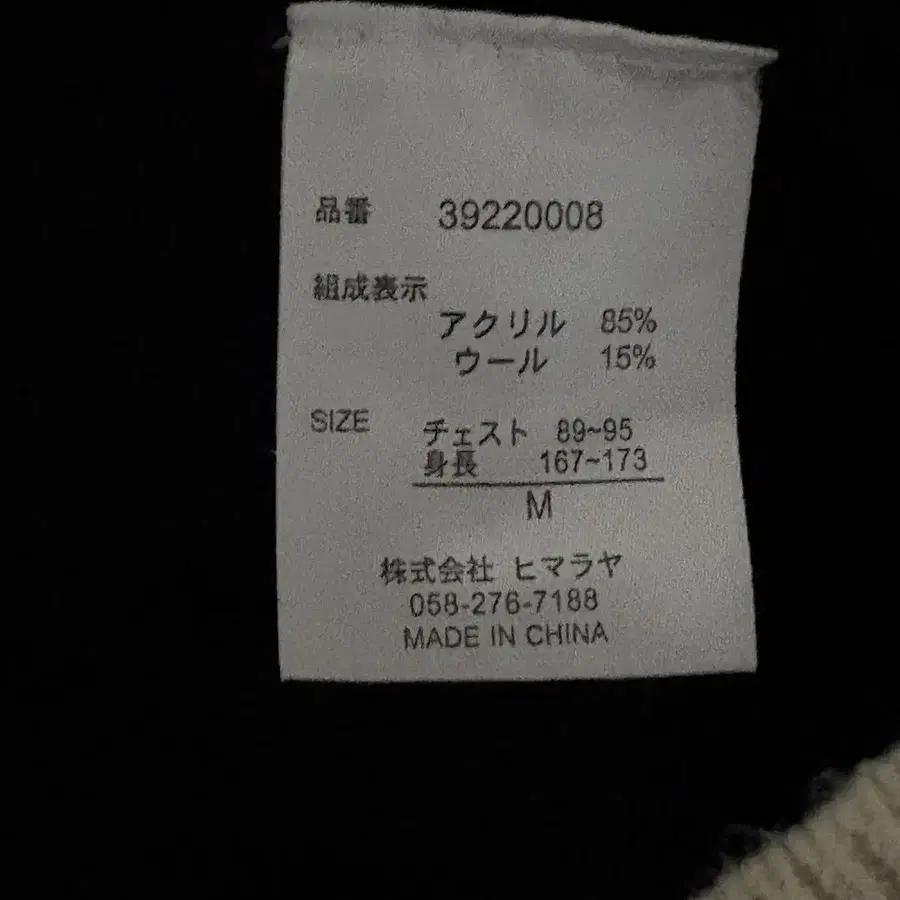 品番 39220008
組成表示
アクリル 85%
ウール 15%
SIZE チェスト 89~95
身長 167~173
M
株式会社 ヒマラヤ
058-276-7188
MADE IN CHINA